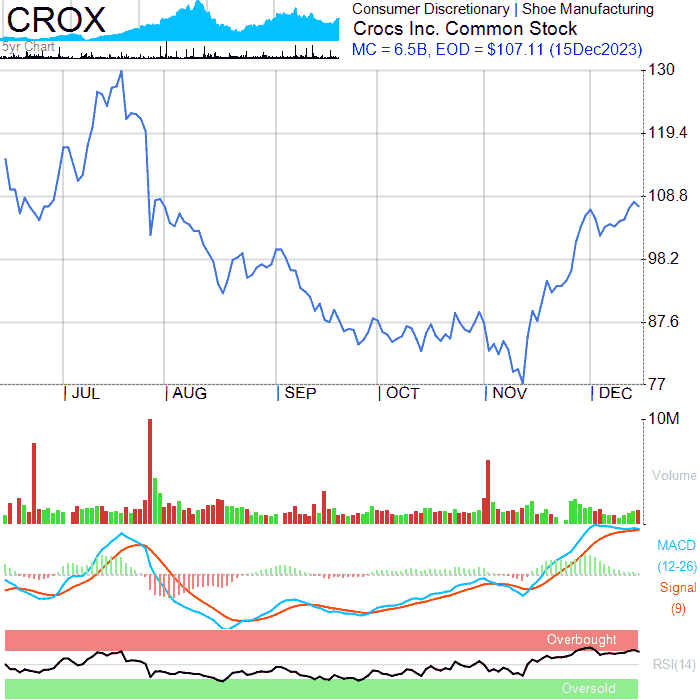 CROX
5yr Chart
Consumer Discretionary | Shoe Manufacturing
Crocs Inc. Common Stock
MC = 6.5B, EOD = $107.11 (15Dec2023)
130
119.4
108.8
98.2
87.6
77
JUL
AUG
SEP
OCT
NOV
DEC
10M
Volume
MACD
(12-26)
Signal
(9)
Overbought
RSI(14)
Oversold